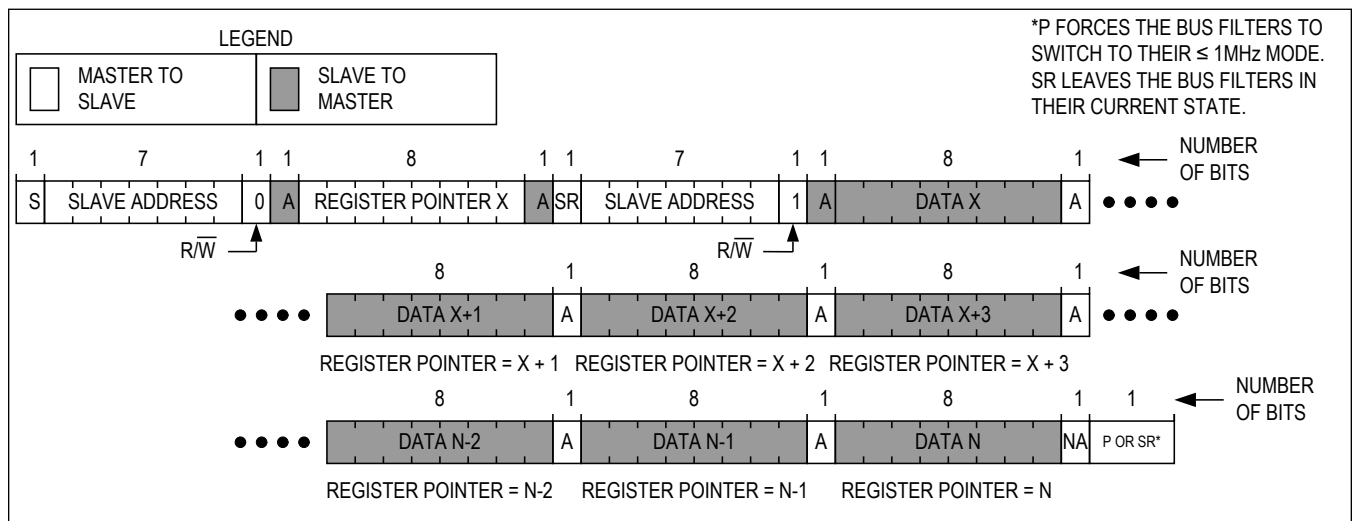 LEGEND
MASTER TO
SLAVE
SLAVE TO
MASTER
*P FORCES THE BUS FILTERS TO
SWITCH TO THEIR ≤ 1MHz MODE.
SR LEAVES THE BUS FILTERS IN
THEIR CURRENT STATE.
1 7 1 1 8 1 1 7 1 1 8 1 NUMBER
OF BITS
S SLAVE ADDRESS 0 A REGISTER POINTER X A SR SLAVE ADDRESS 1 A DATA X A
R/W̅ R/W̅
8 1 8 1 8 1 NUMBER
OF BITS
DATA X+1 A DATA X+2 A DATA X+3 A
REGISTER POINTER = X + 1 REGISTER POINTER = X + 2 REGISTER POINTER = X + 3
8 1 8 1 8 1 1 NUMBER
OF BITS
DATA N-2 A DATA N-1 A DATA N NA P OR SR*
REGISTER POINTER = N-2 REGISTER POINTER = N-1 REGISTER POINTER = N